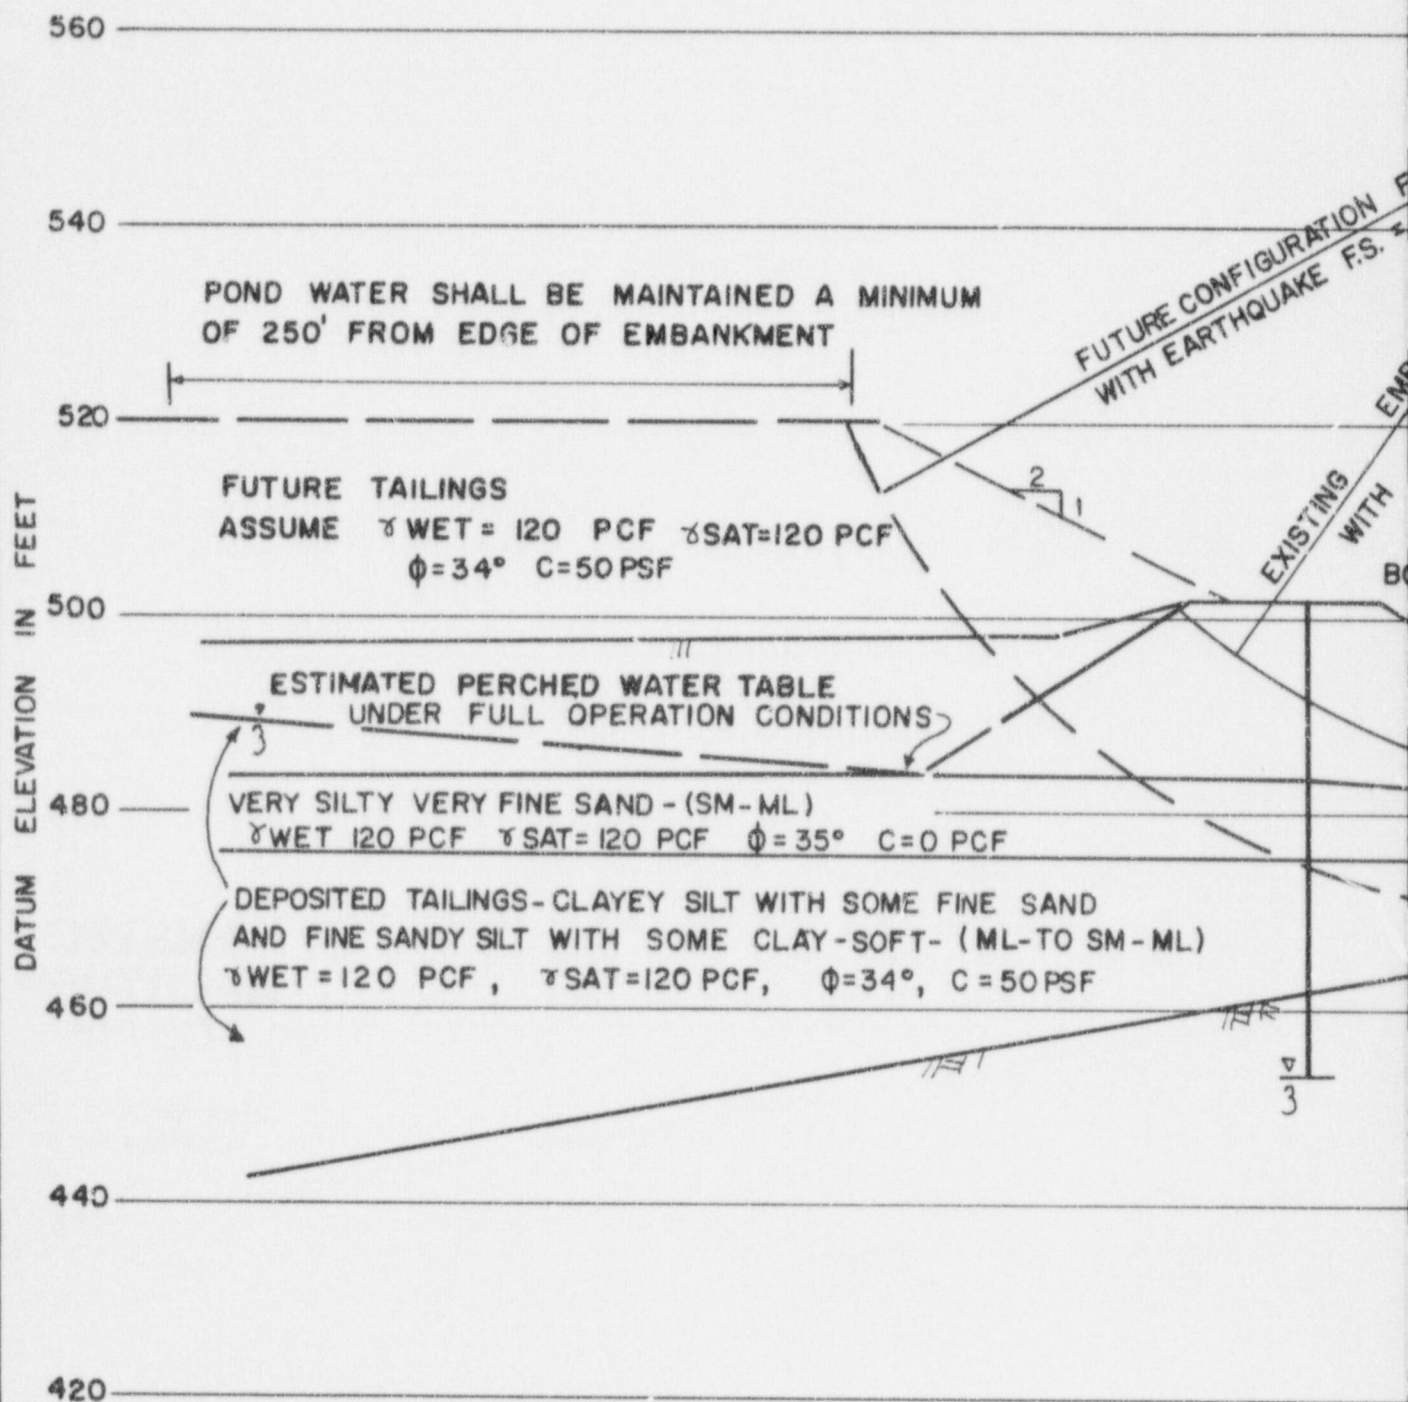 560
540
POND WATER SHALL BE MAINTAINED A MINIMUM
OF 250' FROM EDGE OF EMBANKMENT
FUTURE CONFIGURATION F
WITH EARTHQUAKE F.S. =
520
FUTURE TAILINGS
ASSUME γ WET = 120 PCF γSAT=120 PCF
ϕ=34° C=50 PSF
2
1
EXISTING EMB
WITH
BO
500
ESTIMATED PERCHED WATER TABLE
UNDER FULL OPERATION CONDITIONS
3
480
VERY SILTY VERY FINE SAND-(SM-ML)
γWET 120 PCF γ SAT=120 PCF ϕ=35° C=0 PCF
DEPOSITED TAILINGS-CLAYEY SILT WITH SOME FINE SAND
AND FINE SANDY SILT WITH SOME CLAY-SOFT-(ML-TO SM-ML)
γWET=120 PCF, γSAT=120 PCF, ϕ=34°, C=50 PSF
460
3
440
420
DATUM ELEVATION IN FEET